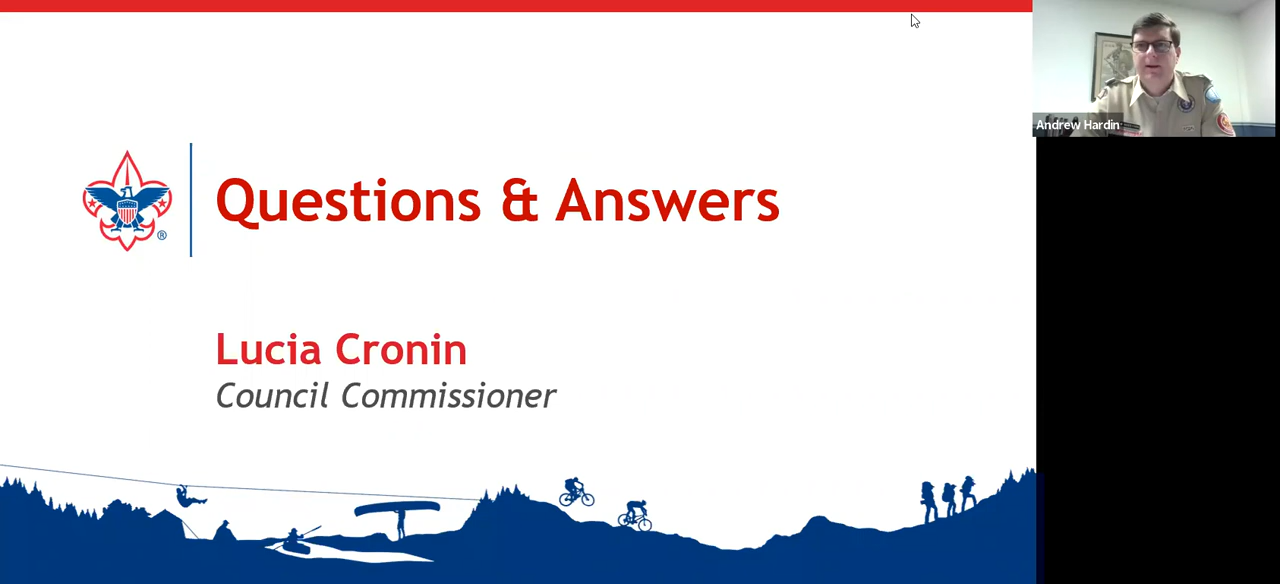 Questions & Answers
®
Lucia Cronin
Council Commissioner
Andrew Hardin